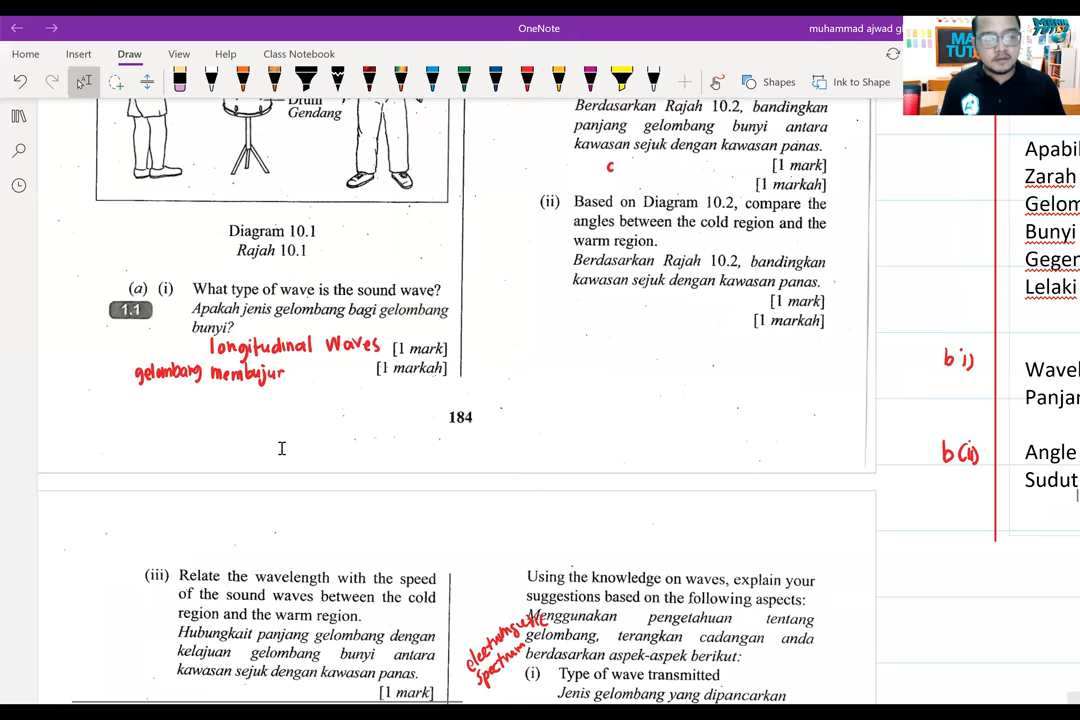 OneNote
muhammad ajwad
Home Insert Draw View Help Class Notebook
Shapes
Ink to Shape
Drum
Gendang
Diagram 10.1
Rajah 10.1
(a) (i) What type of wave is the sound wave?
1.1 Apakah jenis gelombang bagi gelombang
bunyi?
longitudinal waves [1 mark]
gelombang membujur [1 markah]
Berdasarkan Rajah 10.2, bandingkan
panjang gelombang bunyi antara
kawasan sejuk dengan kawasan panas.
c [1 mark]
[1 markah]
(ii) Based on Diagram 10.2, compare the
angles between the cold region and the
warm region.
Berdasarkan Rajah 10.2, bandingkan
kawasan sejuk dengan kawasan panas.
[1 mark]
[1 markah]
184
(iii) Relate the wavelength with the speed
of the sound waves between the cold
region and the warm region.
Hubungkait panjang gelombang dengan
kelajuan gelombang bunyi antara
kawasan sejuk dengan kawasan panas.
[1 mark]
Using the knowledge on waves, explain your
suggestions based on the following aspects:
Menggunakan pengetahuan tentang
gelombang, terangkan cadangan anda
berdasarkan aspek-aspek berikut:
(i) Type of wave transmitted
Jenis gelombang yang dipancarkan
spectrum
Apabil
Zarah
Gelom
Bunyi
Gegen
Lelaki
b i)
Wavel
Panjan
b(ii)
Angle
Sudut